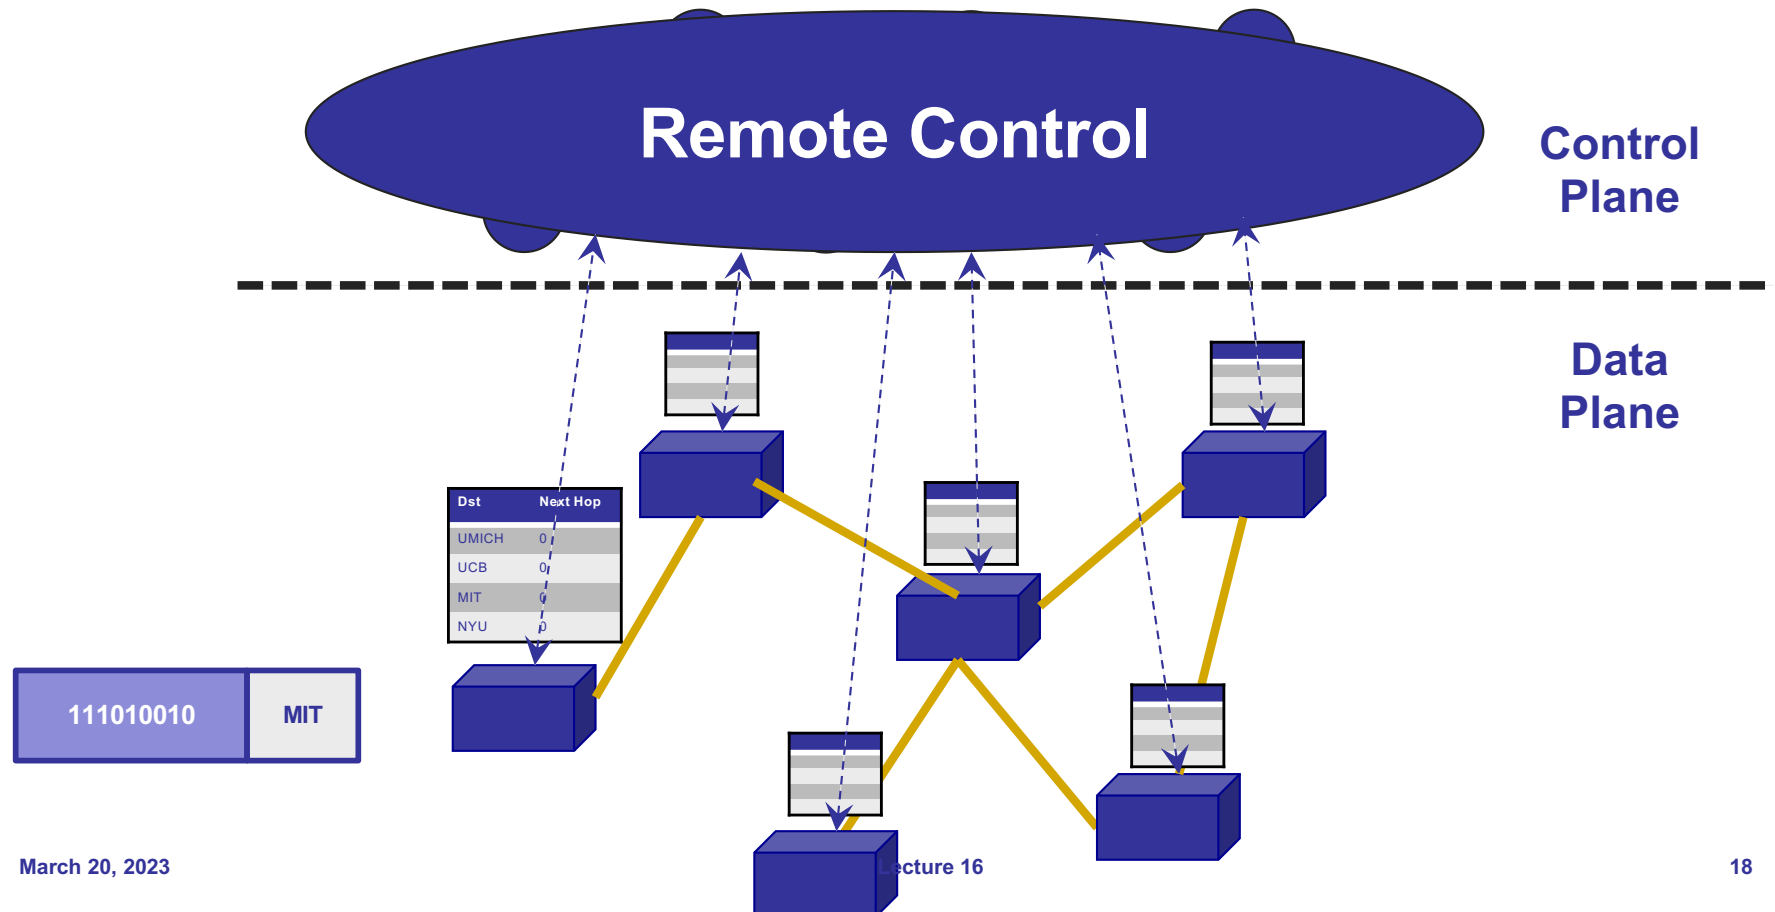 Remote Control
Control
Plane
Data
Plane
Dst Next Hop
UMICH 0
UCB 0
MIT 0
NYU 0
111010010 MIT
March 20, 2023 Lecture 16 18